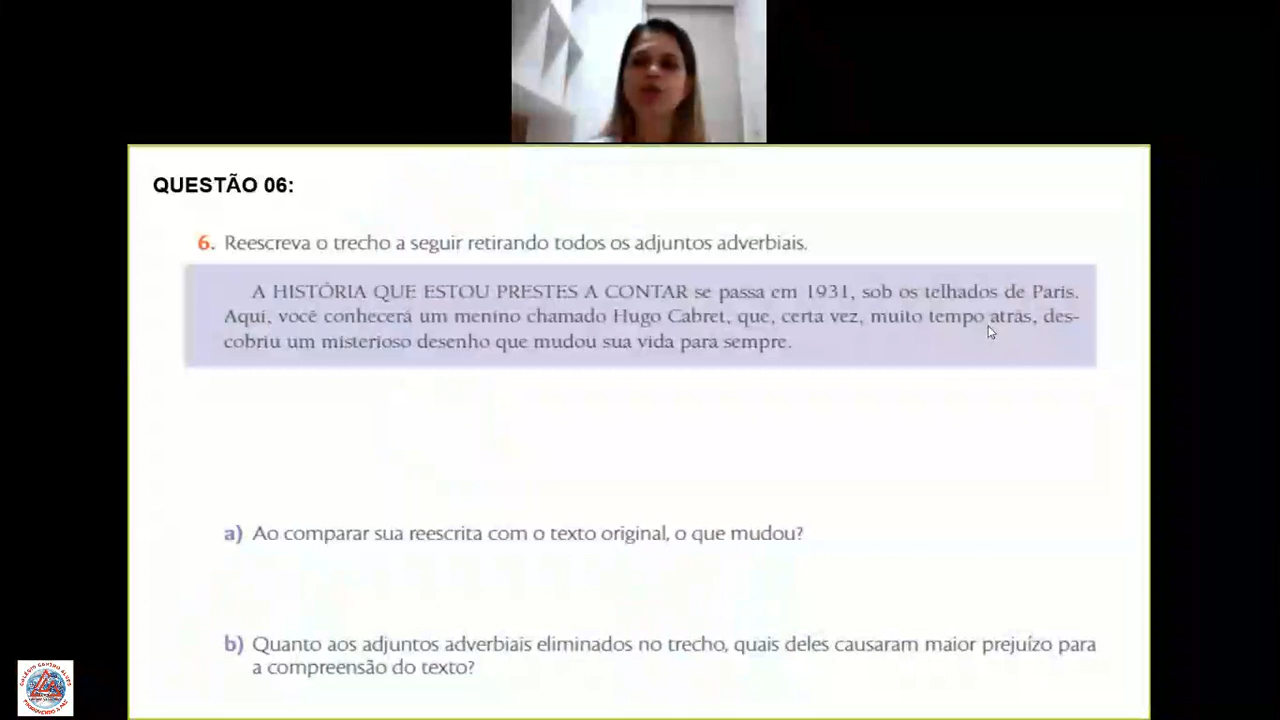 QUESTÃO 06:
6. Reescreva o trecho a seguir retirando todos os adjuntos adverbiais.
A HISTÓRIA QUE ESTOU PRESTES A CONTAR se passa em 1931, sob os telhados de Paris.
Aqui, você conhecerá um menino chamado Hugo Cabret, que, certa vez, muito tempo atrás, des-
cobriu um misterioso desenho que mudou sua vida para sempre.
a) Ao comparar sua reescrita com o texto original, o que mudou?
b) Quanto aos adjuntos adverbiais eliminados no trecho, quais deles causaram maior prejuízo para
a compreensão do texto?